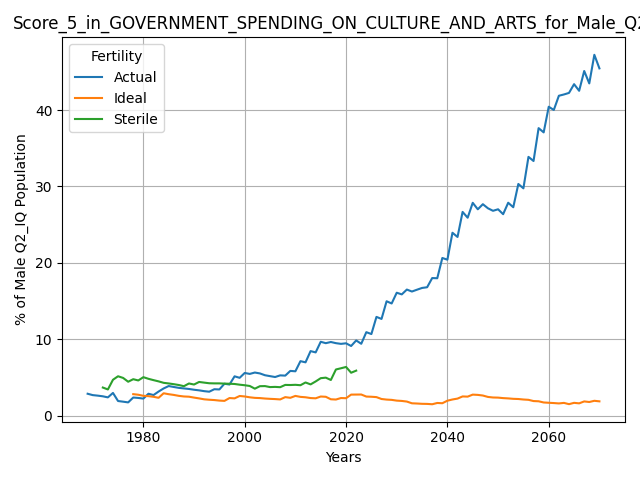 Score_5_in_GOVERNMENT_SPENDING_ON_CULTURE_AND_ARTS_for_Male_Q2
Fertility
Actual
Ideal
Sterile
% of Male Q2_IQ Population
40
30
20
10
0
1980 2000 2020 2040 2060
Years